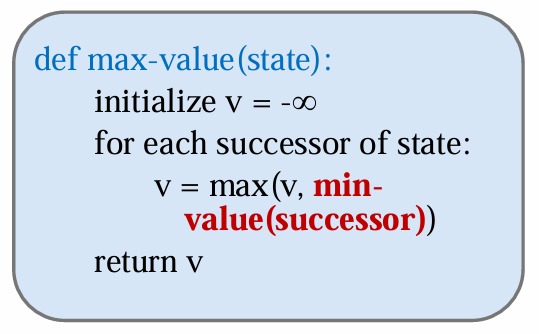 def max-value(state):
initialize v = -∞
for each successor of state:
v = max(v, min-
value(successor))
return v